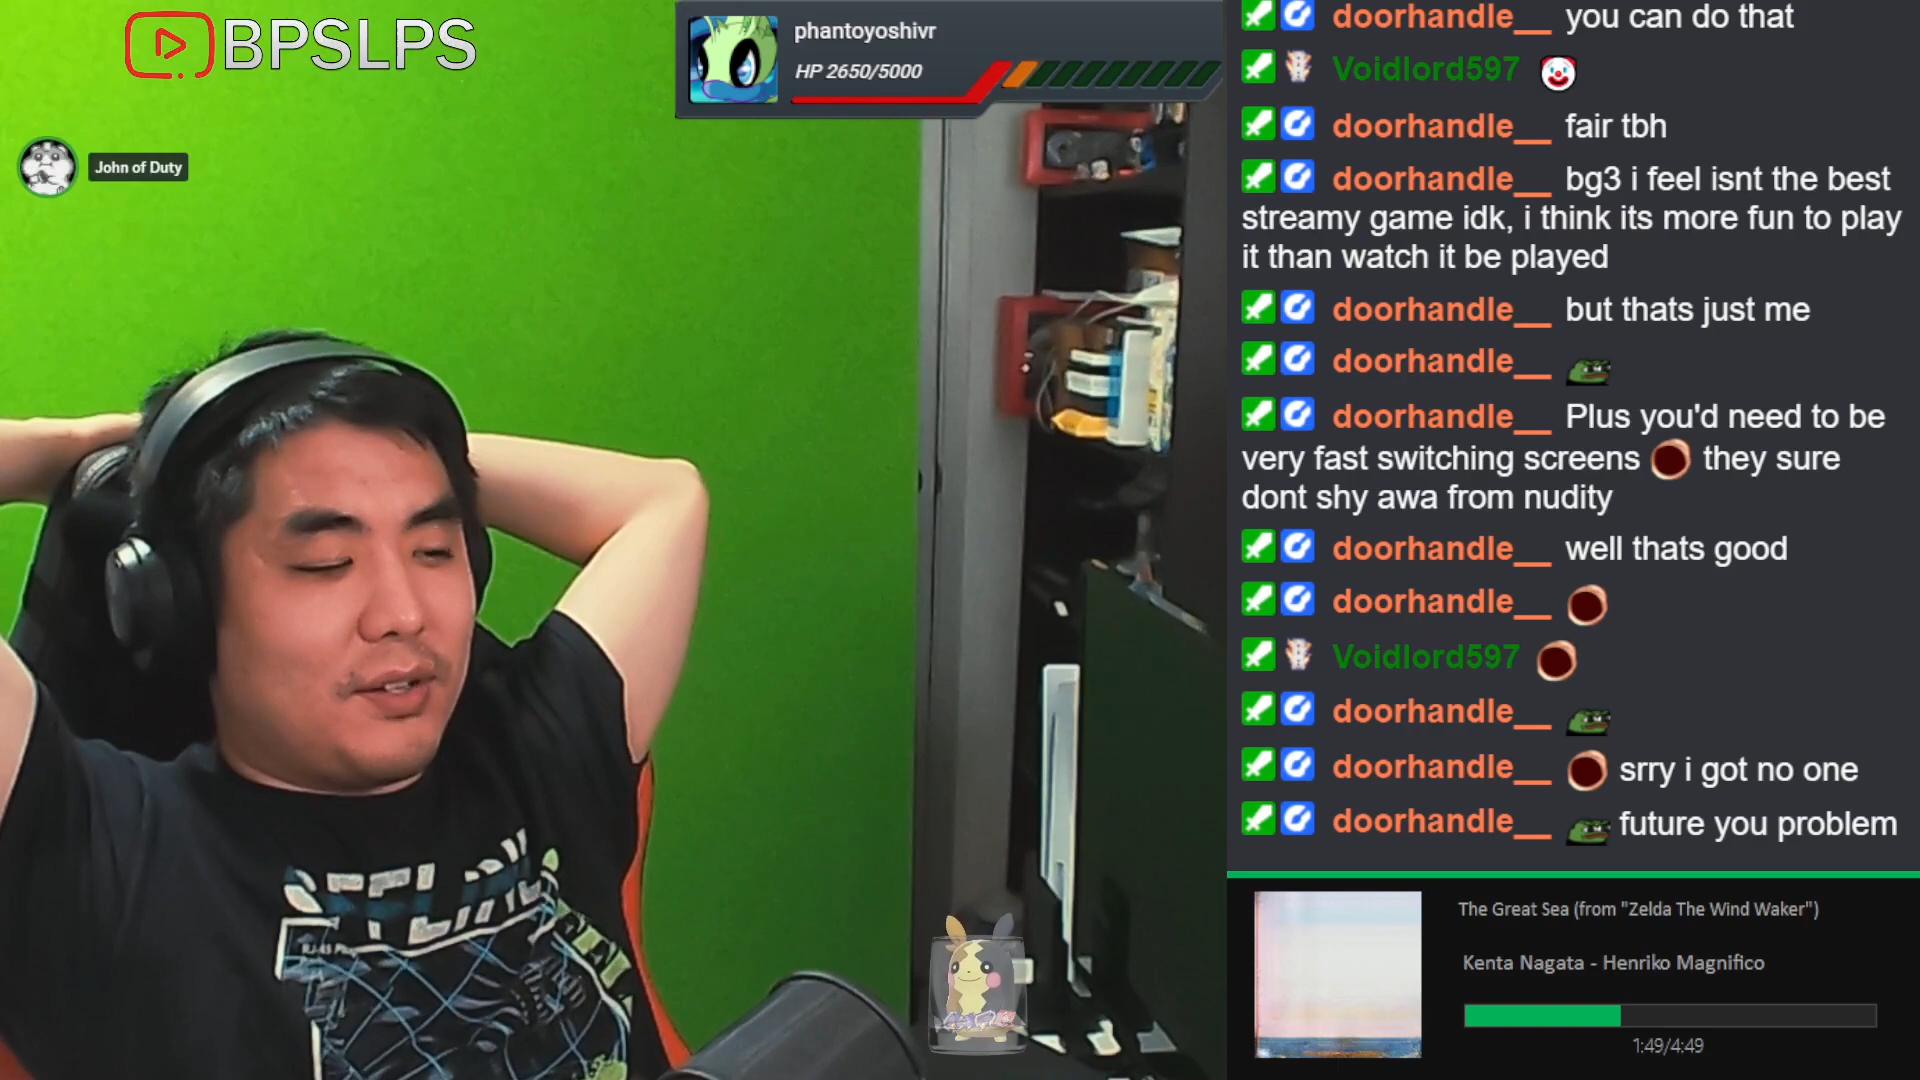 BPSLPS
phantoyoshivr
HP 2650/5000
John of Duty
doorhandle__ you can do that
Voidlord597
doorhandle__ fair tbh
doorhandle__ bg3 i feel isnt the best
streamy game idk, i think its more fun to play
it than watch it be played
doorhandle__ but thats just me
doorhandle__
doorhandle__ Plus you'd need to be
very fast switching screens they sure
dont shy awa from nudity
doorhandle__ well thats good
doorhandle__
Voidlord597
doorhandle__
doorhandle__ srry i got no one
doorhandle__ future you problem
The Great Sea (from "Zelda The Wind Waker")
Kenta Nagata - Henriko Magnifico
1:49/4:49